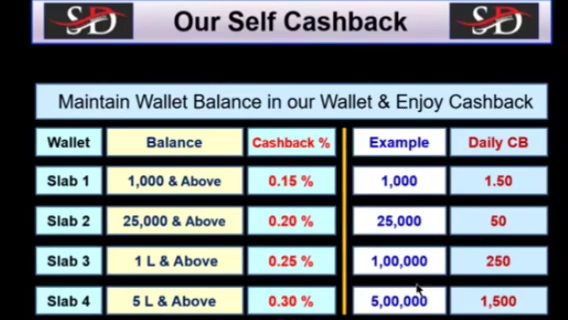 SD Our Self Cashback SD
Maintain Wallet Balance in our Wallet & Enjoy Cashback
Wallet Balance Cashback % Example Daily CB
Slab 1 1,000 & Above 0.15 % 1,000 1.50
Slab 2 25,000 & Above 0.20 % 25,000 50
Slab 3 1 L & Above 0.25 % 1,00,000 250
Slab 4 5 L & Above 0.30 % 5,00,000 1,500